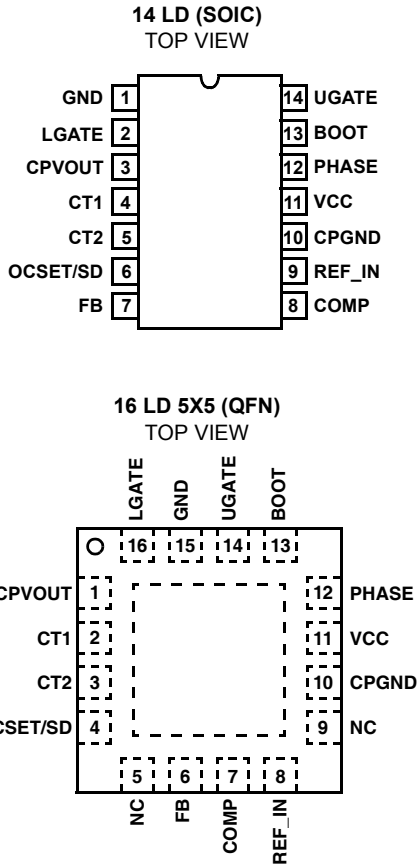 14 LD (SOIC)
TOP VIEW
GND 1 14 UGATE
LGATE 2 13 BOOT
CPVOUT 3 12 PHASE
CT1 4 11 VCC
CT2 5 10 CPGND
OCSET/SD 6 9 REF_IN
FB 7 8 COMP
16 LD 5X5 (QFN)
TOP VIEW
LGATE GND UGATE BOOT
16 15 14 13
CPVOUT 1 12 PHASE
CT1 2 11 VCC
CT2 3 10 CPGND
CSET/SD 4 9 NC
5 6 7 8
NC FB COMP REF_IN